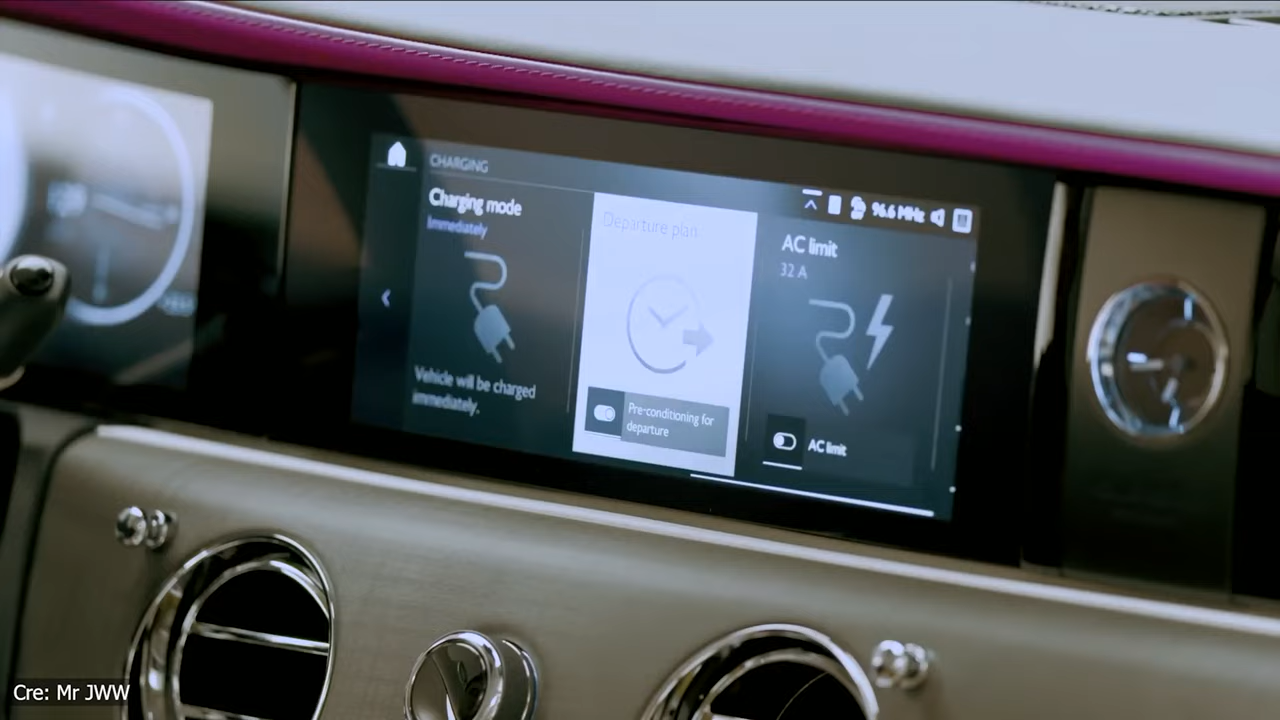 CHARGING
96.6 MHz
Charging mode
Immediately
Vehicle will be charged
immediately.
Departure plan
Pre-conditioning for
departure
AC limit
32 A
AC limit
Cre: Mr JWW